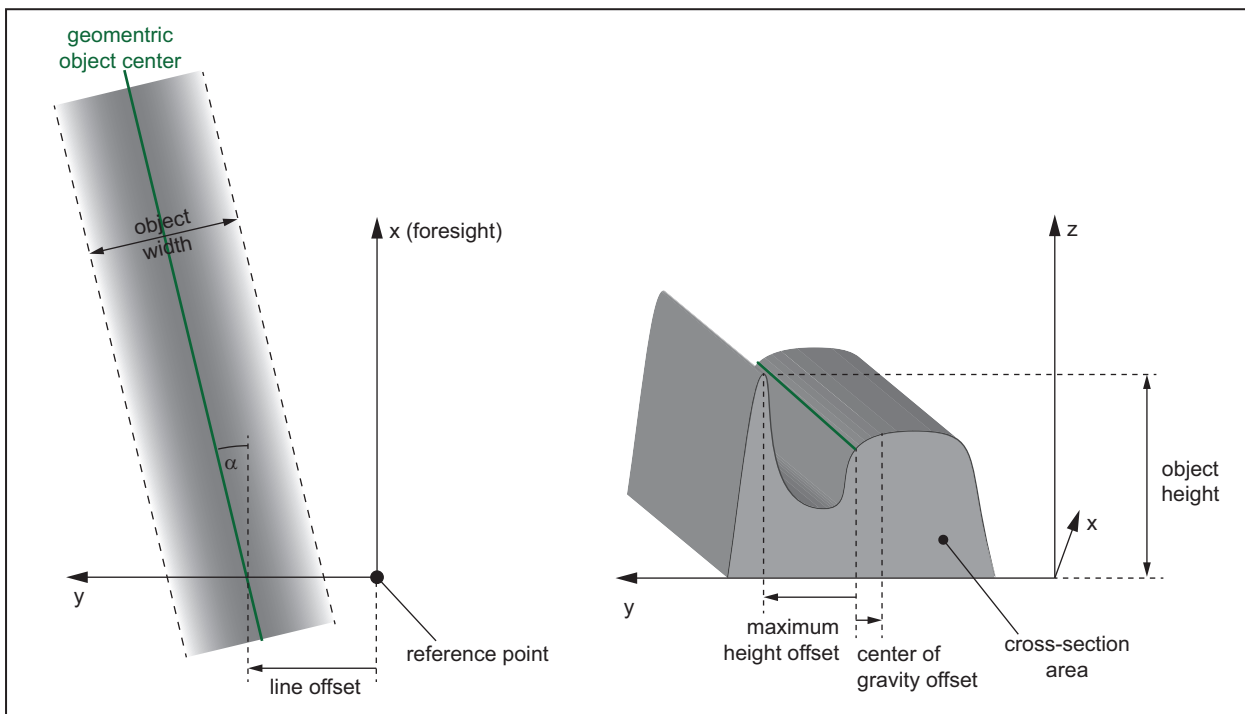 geometric
object center
object
width
x (foresight)
α
y
reference point
line offset
z
object
height
x
y
maximum
height offset
center of
gravity offset
cross-section
area